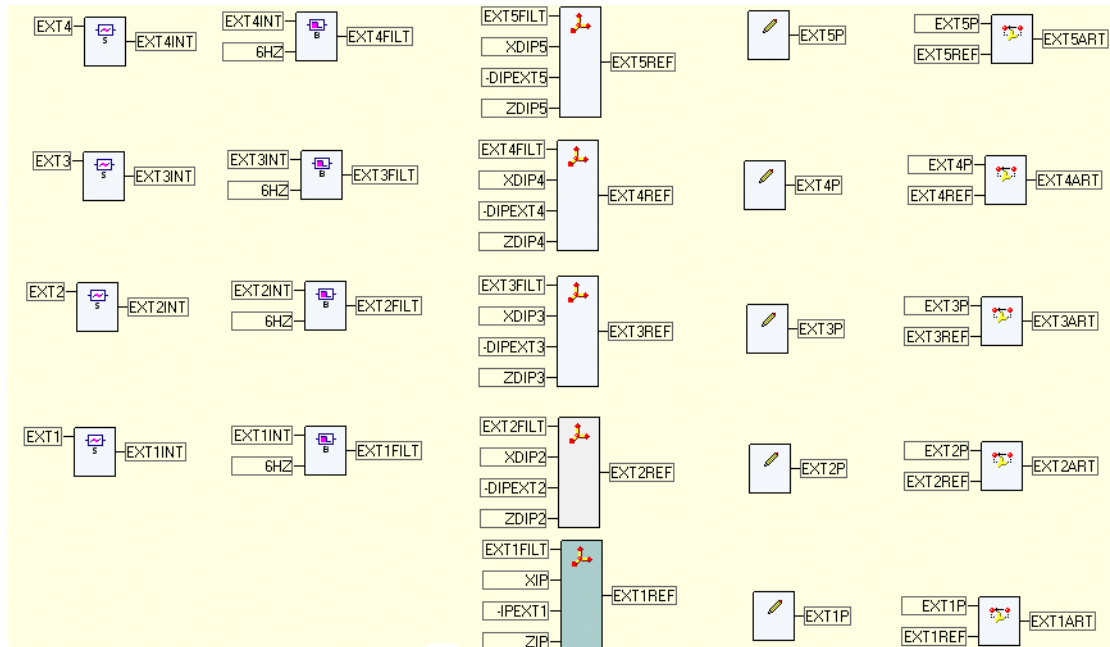 EXT4
S
EXT4INT
EXT4INT
6HZ
B
EXT4FILT
EXT5FILT
XDIP5
-DIPEXT5
ZDIP5
EXT5REF
EXT5P
EXT5P
EXT5REF
EXT5ART
EXT3
S
EXT3INT
EXT3INT
6HZ
B
EXT3FILT
EXT4FILT
XDIP4
-DIPEXT4
ZDIP4
EXT4REF
EXT4P
EXT4P
EXT4REF
EXT4ART
EXT2
S
EXT2INT
EXT2INT
6HZ
B
EXT2FILT
EXT3FILT
XDIP3
-DIPEXT3
ZDIP3
EXT3REF
EXT3P
EXT3P
EXT3REF
EXT3ART
EXT1
S
EXT1INT
EXT1INT
6HZ
B
EXT1FILT
EXT2FILT
XDIP2
-DIPEXT2
ZDIP2
EXT2REF
EXT2P
EXT2P
EXT2REF
EXT2ART
EXT1FILT
XIP
-IPEXT1
ZIP
EXT1REF
EXT1P
EXT1P
EXT1REF
EXT1ART